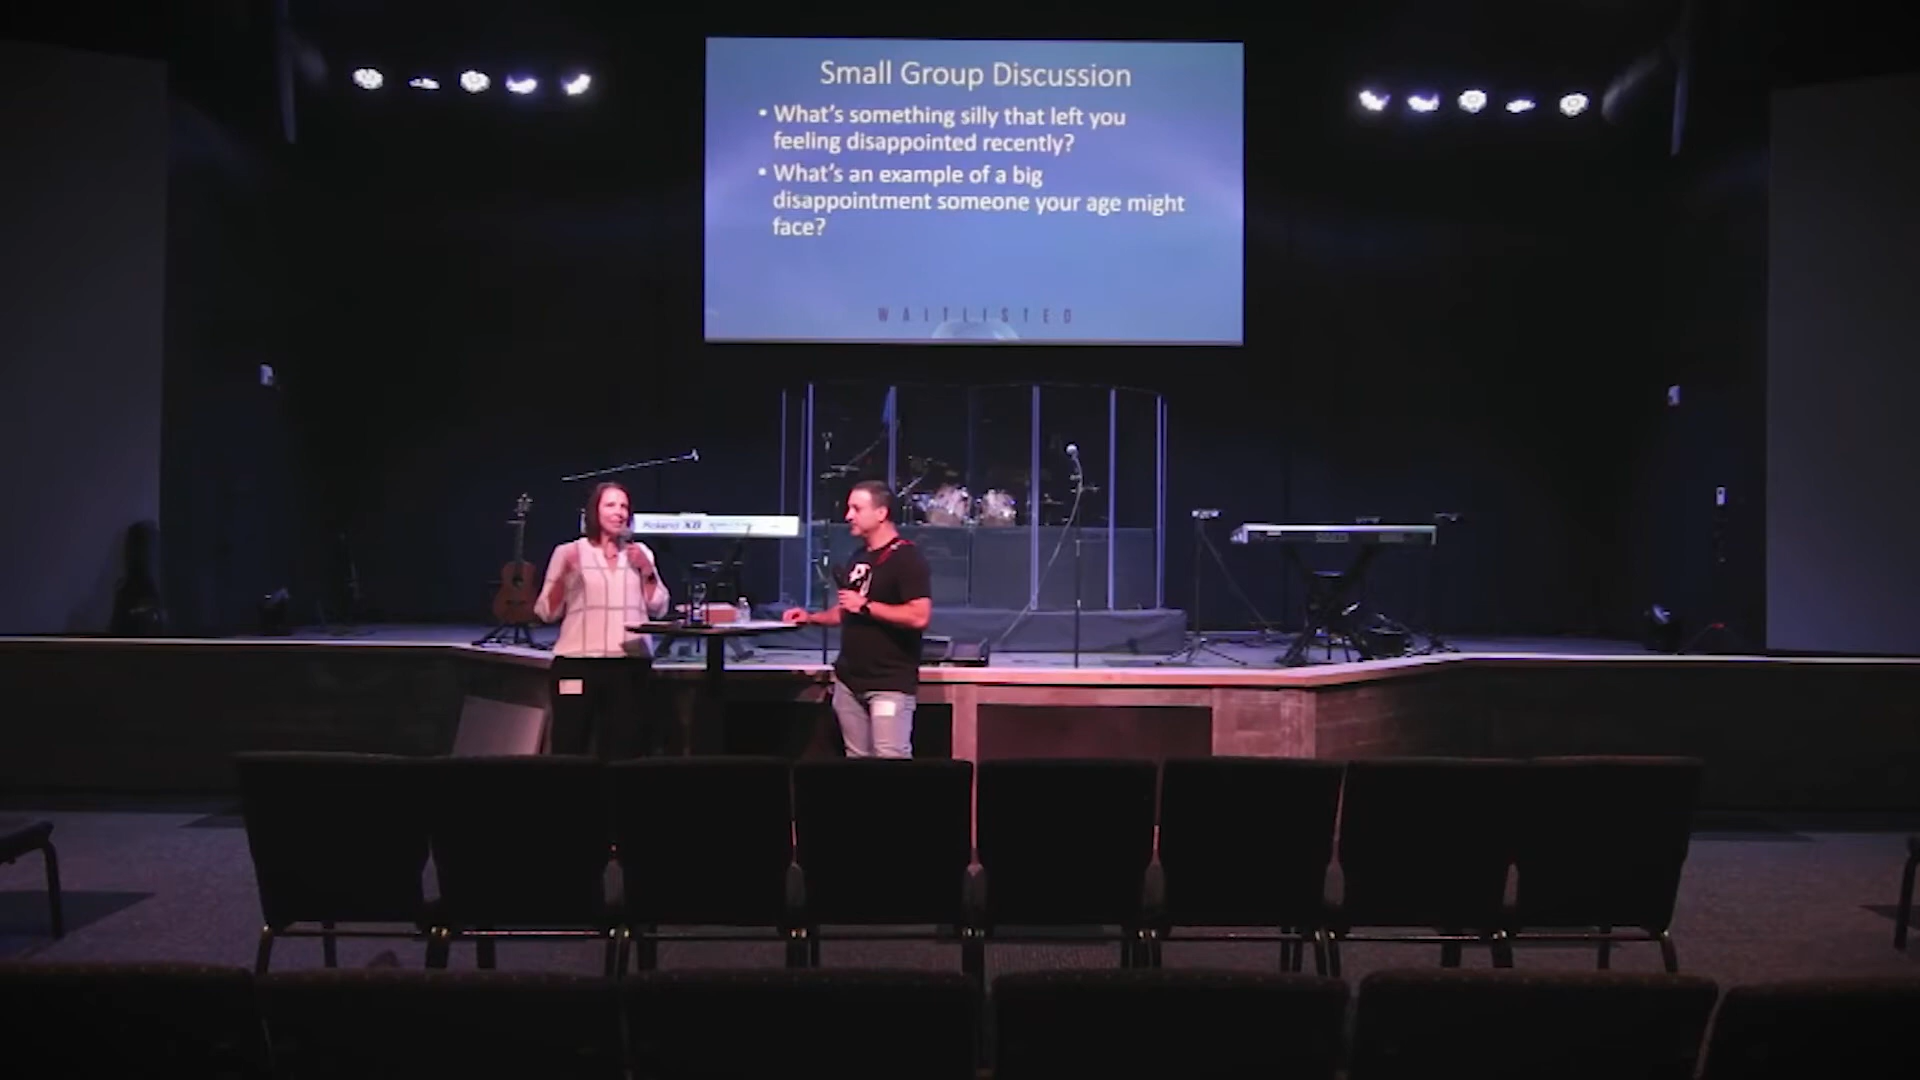 Small Group Discussion
• What's something silly that left you
feeling disappointed recently?
• What's an example of a big
disappointment someone your age might
face?
WAITLISTED
Roland X8